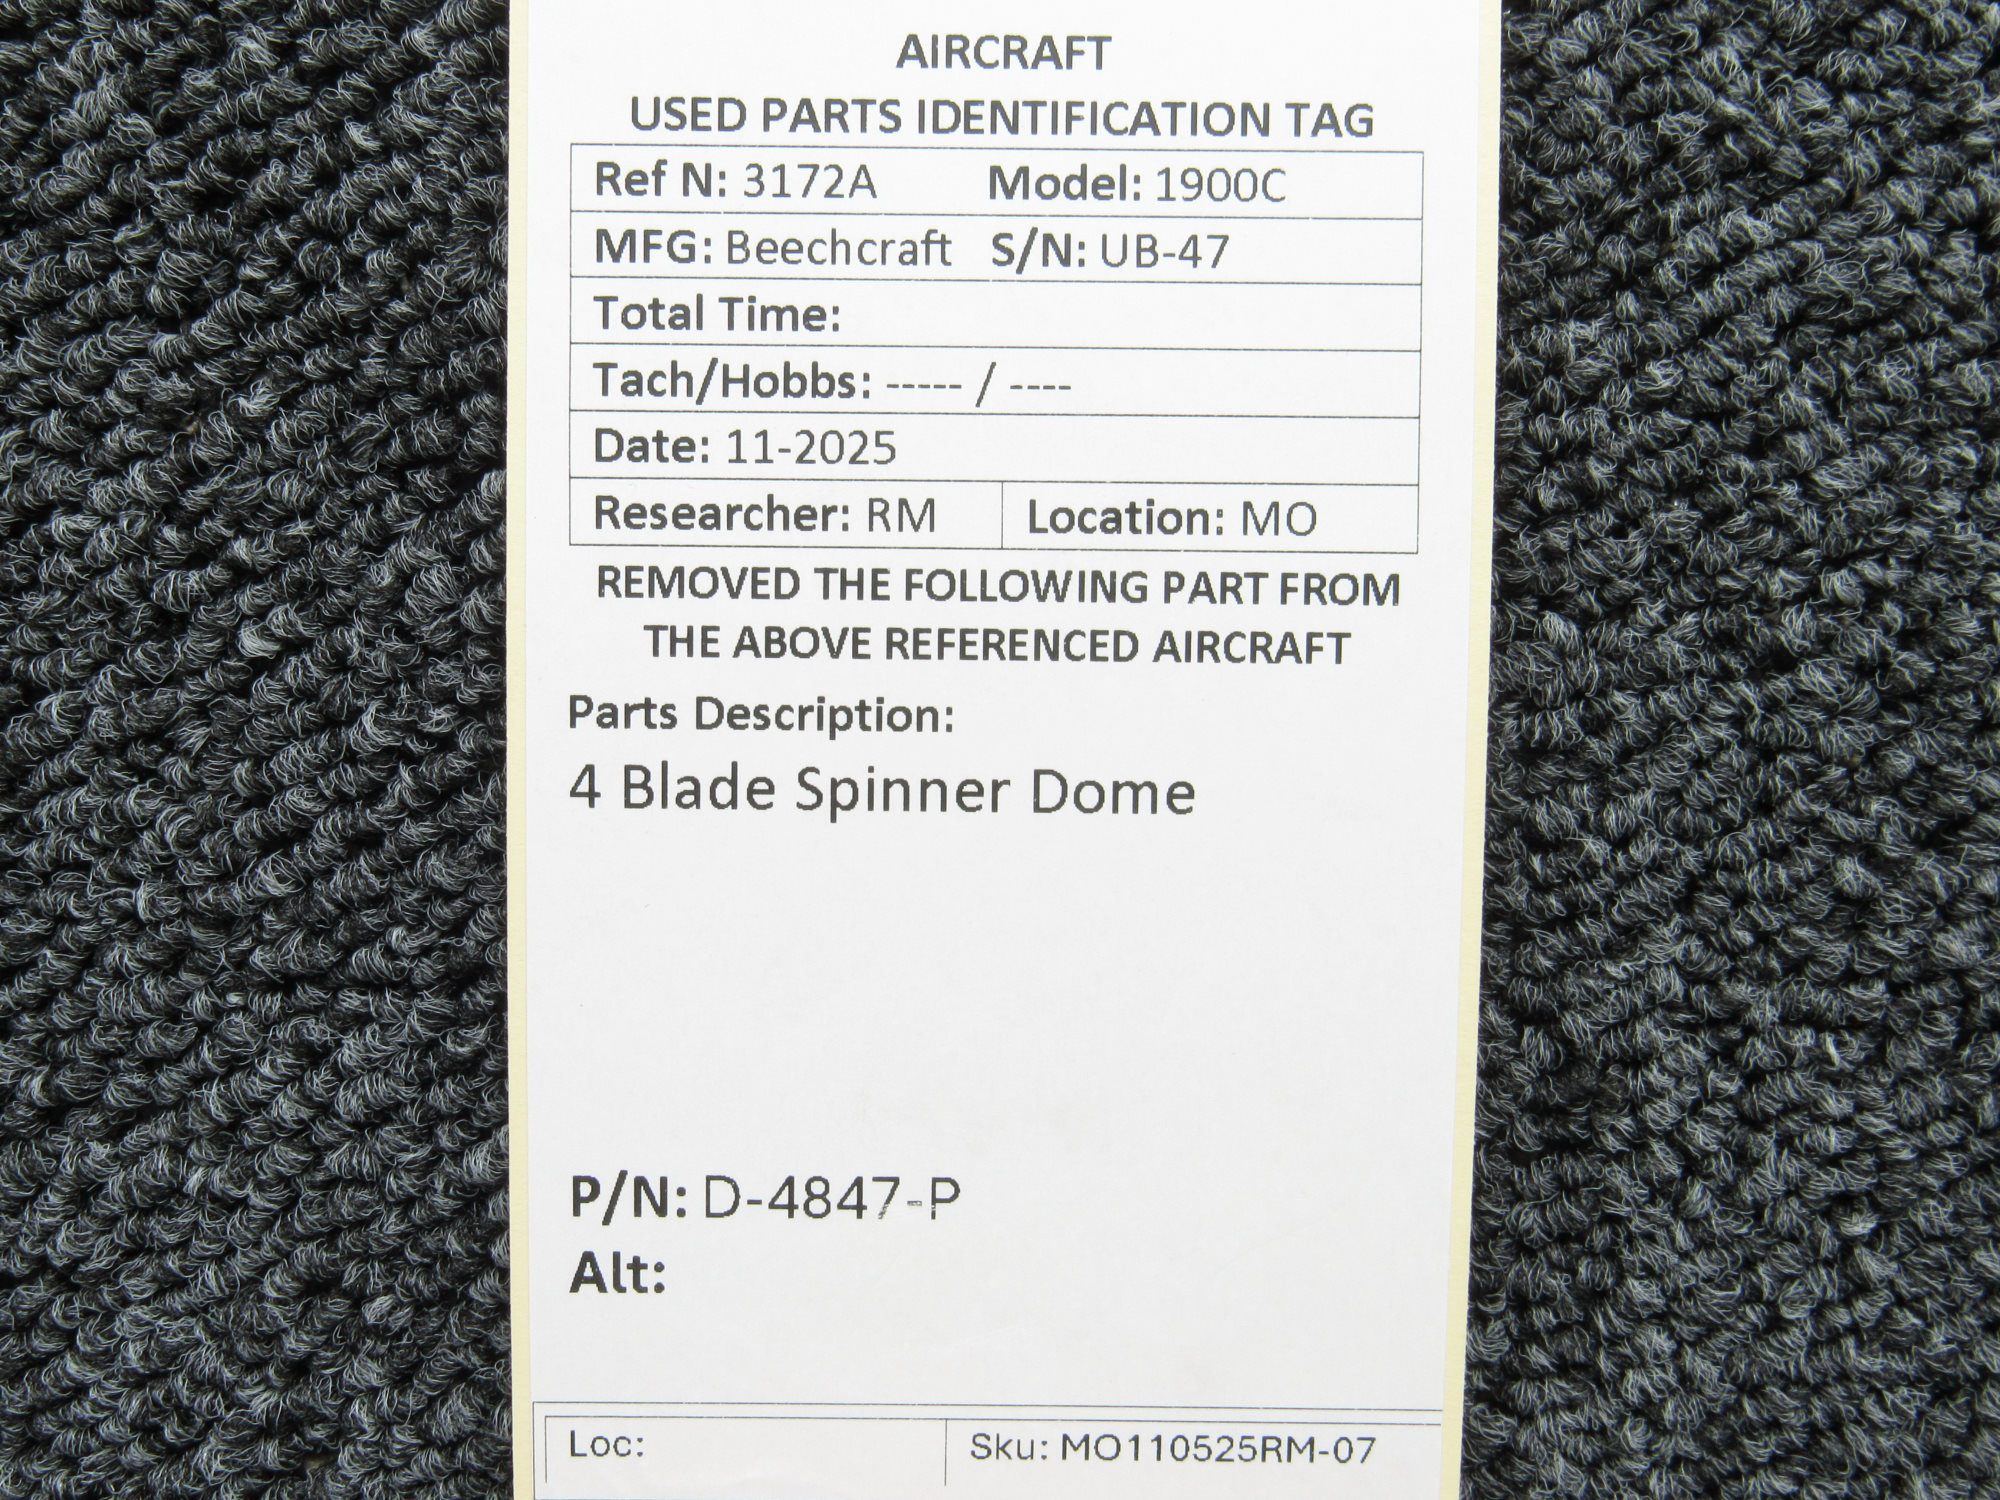 AIRCRAFT
USED PARTS IDENTIFICATION TAG
Ref N: 3172A Model: 1900C
MFG: Beechcraft S/N: UB-47
Total Time:
Tach/Hobbs: ----- / ----
Date: 11-2025
Researcher: RM Location: MO
REMOVED THE FOLLOWING PART FROM
THE ABOVE REFERENCED AIRCRAFT
Parts Description:
4 Blade Spinner Dome
P/N: D-4847-P
Alt:
Loc: Sku: MO110525RM-07